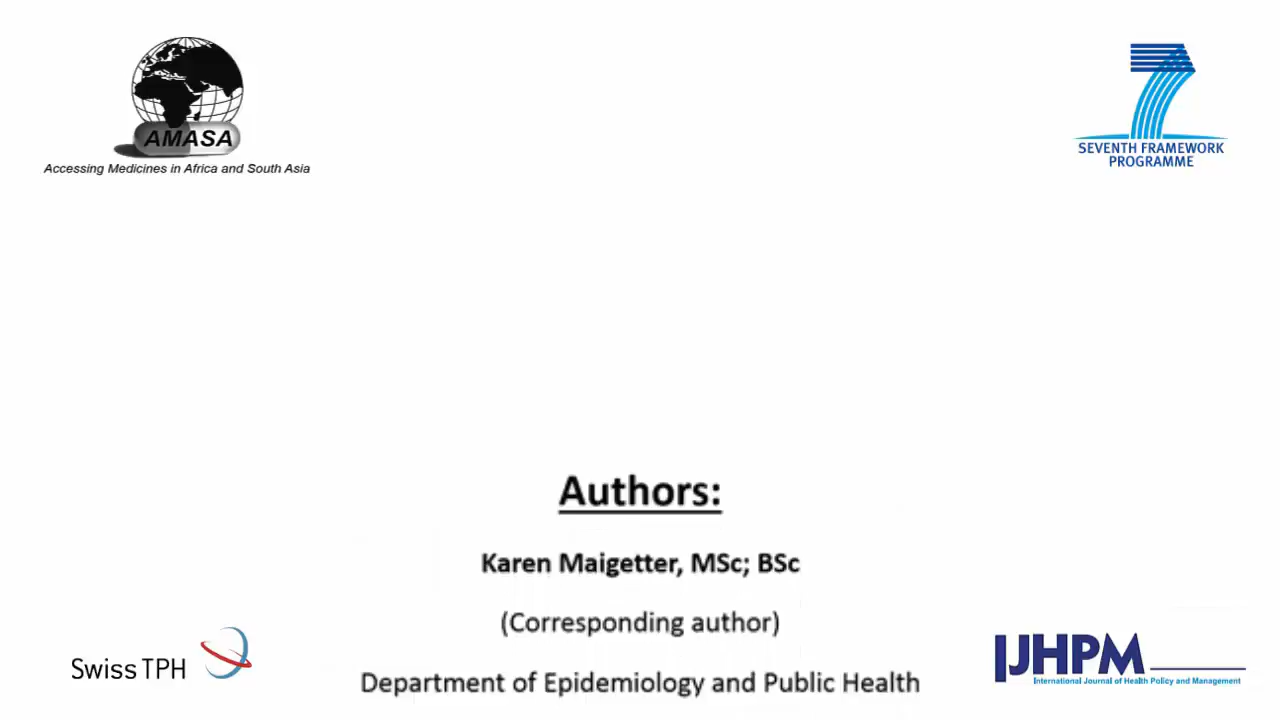 AMASA
Accessing Medicines in Africa and South Asia
SEVENTH FRAMEWORK
PROGRAMME
Authors:
Karen Maigetter, MSc; BSc
(Corresponding author)
Department of Epidemiology and Public Health
Swiss TPH
IJHPM
International Journal of Health Policy and Management